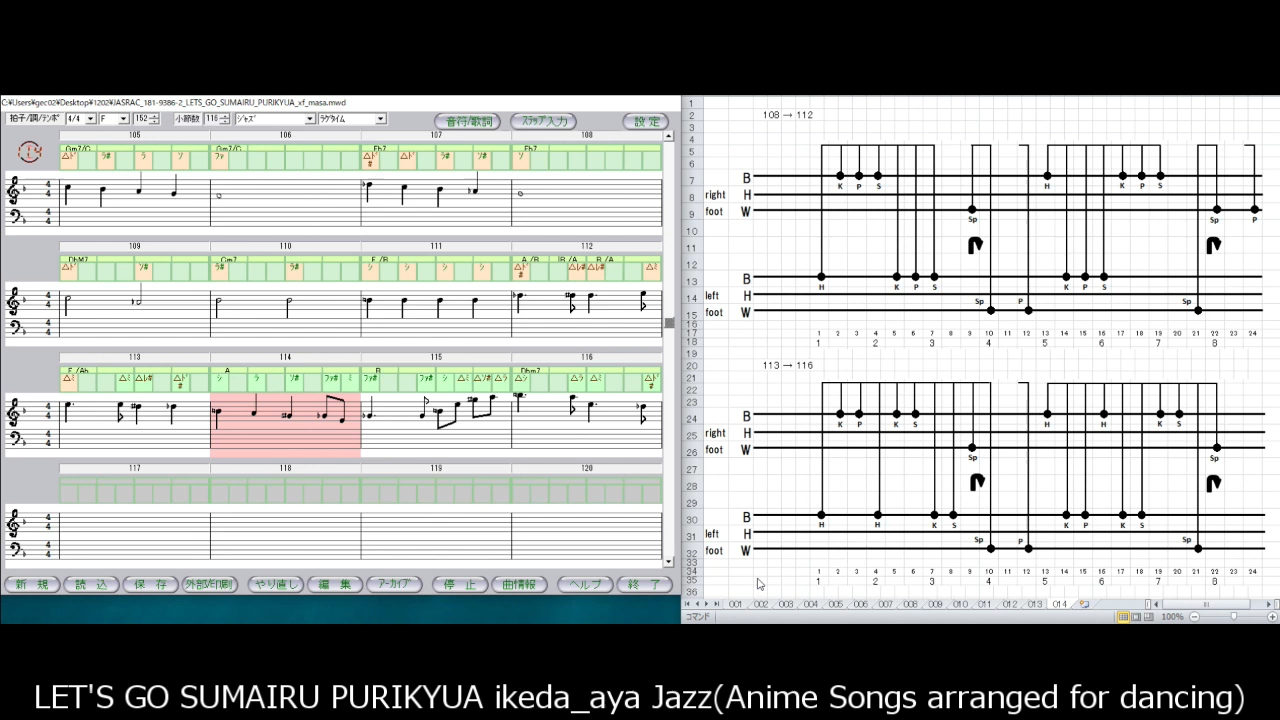 C:¥Users¥gec02¥Desktop¥1202¥JASRAC_181-9386-2_LETS_GO_SUMAIRU_PURIKYUA_xf_masa.mwd
拍子/調/テンポ 4/4 F 152 小節数 116 ジャズ ラグタイム 音符/歌詞 ステップ入力 設定
105 106 107 108
Gm7/C Gm7/C Eb7 Eb7
109 110 111 112
DbM7 Gm7 E/B A/B B/A B/A
113 114 115 116
E/Ab A B Dbm7
117 118 119 120
新規 読込 保存 やり直し 編集 アーカイブ 停止 曲情報 ヘルプ 終了
108 → 112
B
K P S H K P S
right H
foot W
Sp Sp P
B
H K P S K P S
left H
foot W
Sp P Sp
1 2 3 4 5 6 7 8 9 10 11 12 13 14 15 16 17 18 19 20 21 22 23 24
1 2 3 4 5 6 7 8
113 → 116
B
K P K S H H K S
right H
foot W
Sp Sp
B
H H K S K P K S
left H
foot W
Sp P Sp
1 2 3 4 5 6 7 8 9 10 11 12 13 14 15 16 17 18 19 20 21 22 23 24
1 2 3 4 5 6 7 8
001 002 003 004 005 006 007 008 009 010 011 012 013 014
コマンド 100%
LET'S GO SUMAIRU PURIKYUA ikeda_aya Jazz(Anime Songs arranged for dancing)